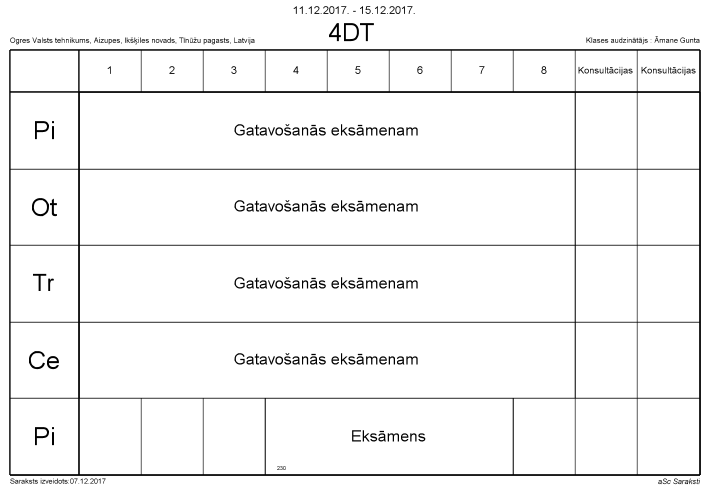 11.12.2017. - 15.12.2017.
4DT
Ogres Valsts tehnikums, Aizupes, Ikšķiles novads, Tīnūžu pagasts, Latvija
Klases audzinātājs : Āmane Gunta
1 2 3 4 5 6 7 8 Konsultācijas Konsultācijas
Pi Gatavošanās eksāmenam
Ot Gatavošanās eksāmenam
Tr Gatavošanās eksāmenam
Ce Gatavošanās eksāmenam
Pi Eksāmens
230
Saraksts izveidots:07.12.2017
aSc Saraksti